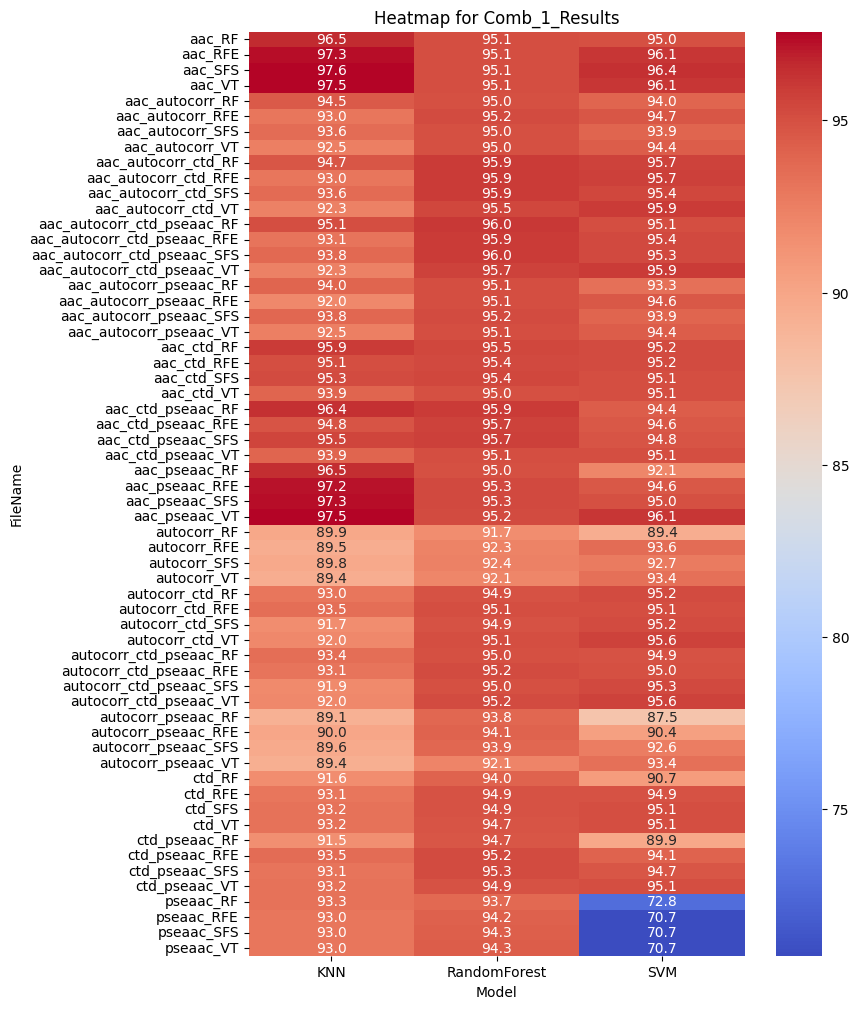 Heatmap for Comb_1_Results
aac_RF 96.5 95.1 95.0
aac_RFE 97.3 95.1 96.1
aac_SFS 97.6 95.1 96.4
aac_VT 97.5 95.1 96.1
aac_autocorr_RF 94.5 95.0 94.0
aac_autocorr_RFE 93.0 95.2 94.7
aac_autocorr_SFS 93.6 95.0 93.9
aac_autocorr_VT 92.5 95.0 94.4
aac_autocorr_ctd_RF 94.7 95.9 95.7
aac_autocorr_ctd_RFE 93.0 95.9 95.7
aac_autocorr_ctd_SFS 93.6 95.9 95.4
aac_autocorr_ctd_VT 92.3 95.5 95.9
aac_autocorr_ctd_pseaac_RF 95.1 96.0 95.1
aac_autocorr_ctd_pseaac_RFE 93.1 95.9 95.4
aac_autocorr_ctd_pseaac_SFS 93.8 96.0 95.3
aac_autocorr_ctd_pseaac_VT 92.3 95.7 95.9
aac_autocorr_pseaac_RF 94.0 95.1 93.3
aac_autocorr_pseaac_RFE 92.0 95.1 94.6
aac_autocorr_pseaac_SFS 93.8 95.2 93.9
aac_autocorr_pseaac_VT 92.5 95.1 94.4
aac_ctd_RF 95.9 95.5 95.2
aac_ctd_RFE 95.1 95.4 95.2
aac_ctd_SFS 95.3 95.4 95.1
aac_ctd_VT 93.9 95.0 95.1
aac_ctd_pseaac_RF 96.4 95.9 94.4
aac_ctd_pseaac_RFE 94.8 95.7 94.6
aac_ctd_pseaac_SFS 95.5 95.7 94.8
aac_ctd_pseaac_VT 93.9 95.1 95.1
aac_pseaac_RF 96.5 95.0 92.1
aac_pseaac_RFE 97.2 95.3 94.6
aac_pseaac_SFS 97.3 95.3 95.0
aac_pseaac_VT 97.5 95.2 96.1
autocorr_RF 89.9 91.7 89.4
autocorr_RFE 89.5 92.3 93.6
autocorr_SFS 89.8 92.4 92.7
autocorr_VT 89.4 92.1 93.4
autocorr_ctd_RF 93.0 94.9 95.2
autocorr_ctd_RFE 93.5 95.1 95.1
autocorr_ctd_SFS 91.7 94.9 95.2
autocorr_ctd_VT 92.0 95.1 95.6
autocorr_ctd_pseaac_RF 93.4 95.0 94.9
autocorr_ctd_pseaac_RFE 93.1 95.2 95.0
autocorr_ctd_pseaac_SFS 91.9 95.0 95.3
autocorr_ctd_pseaac_VT 92.0 95.2 95.6
autocorr_pseaac_RF 89.1 93.8 87.5
autocorr_pseaac_RFE 90.0 94.1 90.4
autocorr_pseaac_SFS 89.6 93.9 92.6
autocorr_pseaac_VT 89.4 92.1 93.4
ctd_RF 91.6 94.0 90.7
ctd_RFE 93.1 94.9 94.9
ctd_SFS 93.2 94.9 95.1
ctd_VT 93.2 94.7 95.1
ctd_pseaac_RF 91.5 94.7 89.9
ctd_pseaac_RFE 93.5 95.2 94.1
ctd_pseaac_SFS 93.1 95.3 94.7
ctd_pseaac_VT 93.2 94.9 95.1
pseaac_RF 93.3 93.7 72.8
pseaac_RFE 93.0 94.2 70.7
pseaac_SFS 93.0 94.3 70.7
pseaac_VT 93.0 94.3 70.7
KNN RandomForest SVM
Model
FileName
95
90
85
80
75